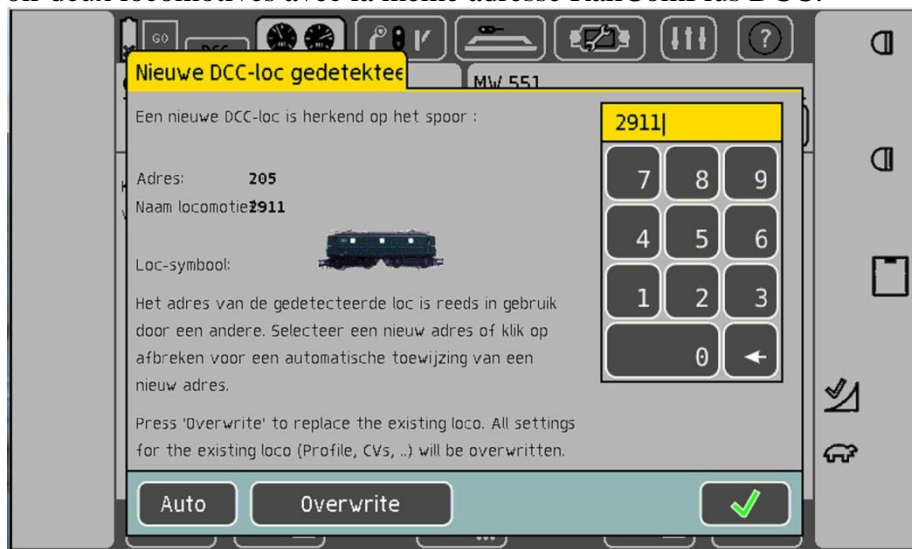 GO
?
Nieuwe DCC-loc gedetektee
MW 551
Een nieuwe DCC-loc is herkend op het spoor :
2911
Adres: 205
Naam locomotie 2911
Loc-symbool:
7 8 9
4 5 6
1 2 3
0
Het adres van de gedetecteerde loc is reeds in gebruik
door een andere. Selecteer een nieuw adres of klik op
afbreken voor een automatische toewijzing van een
nieuw adres.
Press 'Overwrite' to replace the existing loco. All settings
for the existing loco (Profile, CVs, ..) will be overwritten.
Auto Overwrite